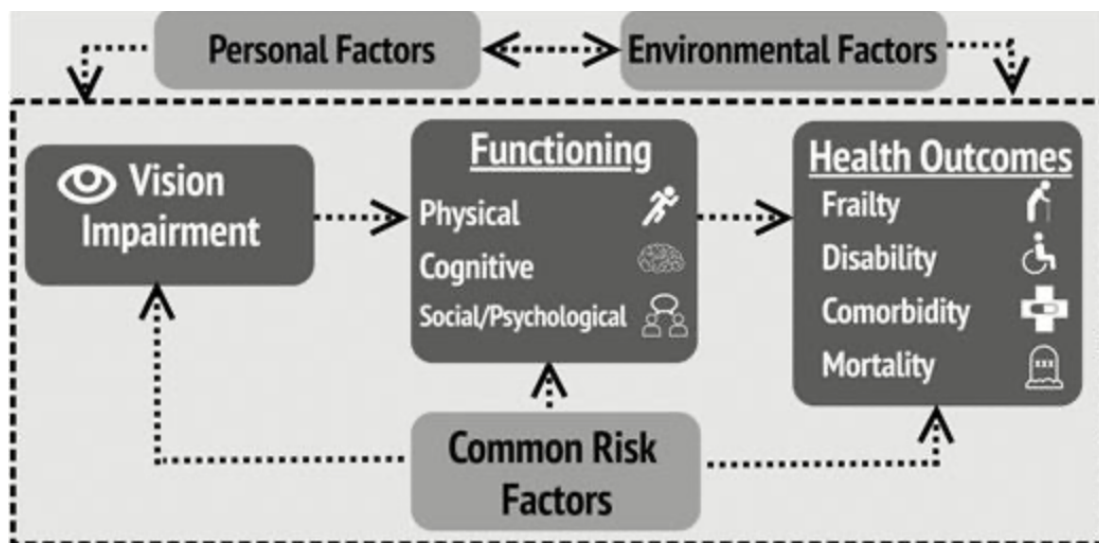 Personal Factors
Environmental Factors
Vision
Impairment
Functioning
Physical
Cognitive
Social/Psychological
Health Outcomes
Frailty
Disability
Comorbidity
Mortality
Common Risk
Factors